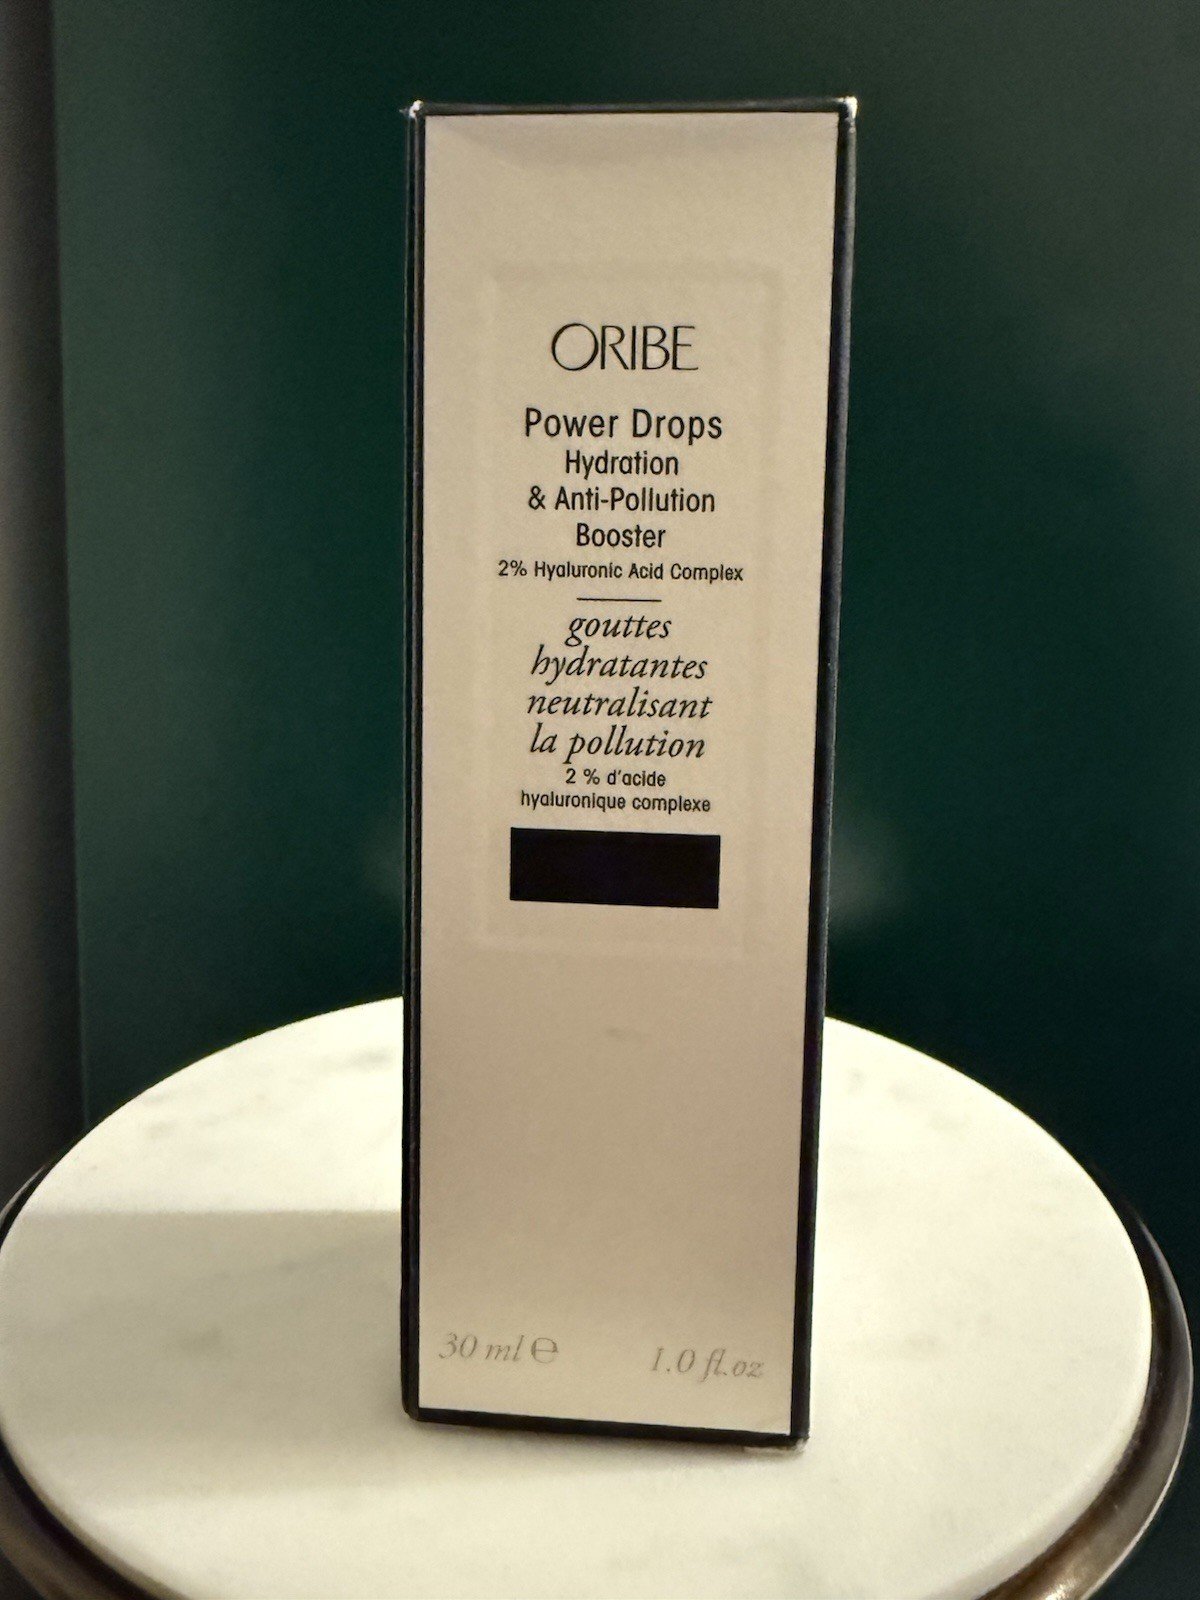 ORIBE
Power Drops
Hydration
& Anti-Pollution
Booster
2% Hyaluronic Acid Complex
gouttes
hydratantes
neutralisant
la pollution
2 % d'acide
hyaluronique complexe
30 ml ℮ 1.0 fl.oz